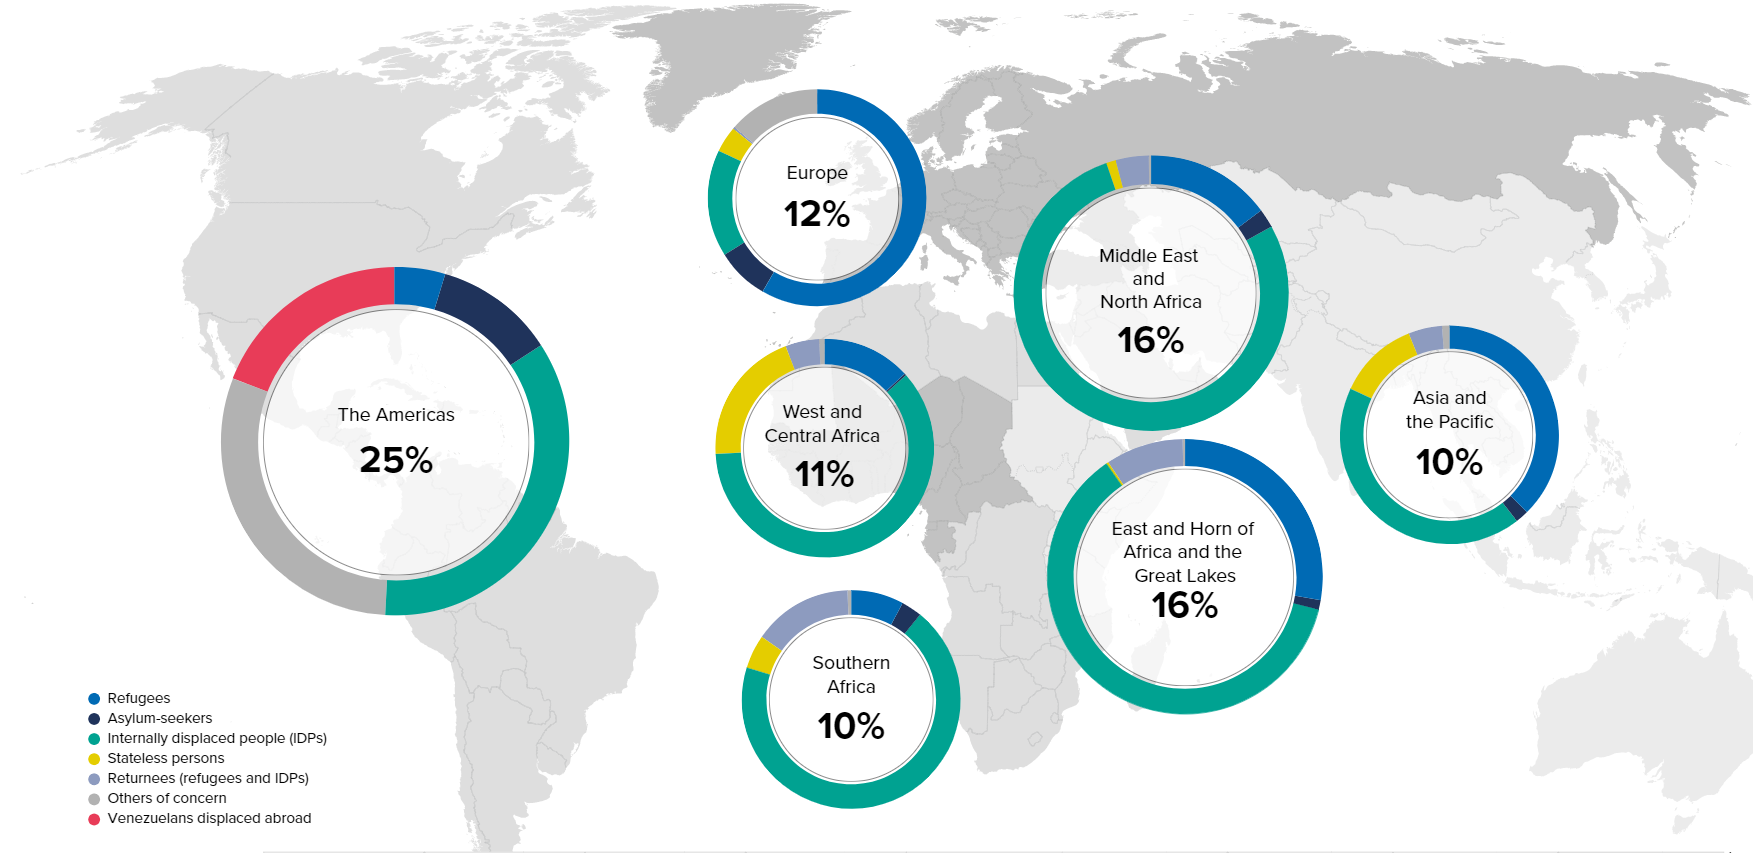 Europe
12%
Middle East
and
North Africa
16%
The Americas
25%
West and
Central Africa
11%
Asia and
the Pacific
10%
East and Horn of
Africa and the
Great Lakes
16%
Southern
Africa
10%
Refugees
Asylum-seekers
Internally displaced people (IDPs)
Stateless persons
Returnees (refugees and IDPs)
Others of concern
Venezuelans displaced abroad